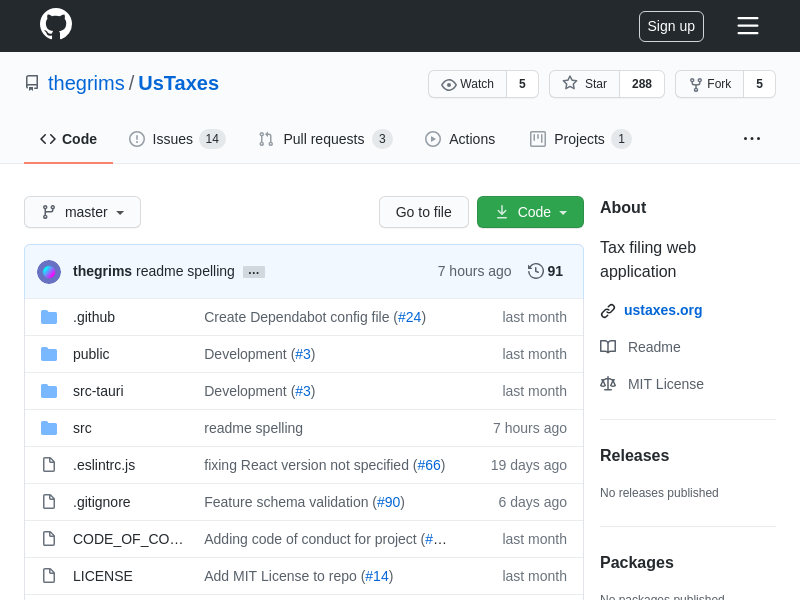 Sign up
thegrims / UsTaxes
Watch 5
Star 288
Fork 5
Code
Issues 14
Pull requests 3
Actions
Projects 1
master
Go to file
Code
thegrims readme spelling … 7 hours ago 91
.github Create Dependabot config file (#24) last month
public Development (#3) last month
src-tauri Development (#3) last month
src readme spelling 7 hours ago
.eslintrc.js fixing React version not specified (#66) 19 days ago
.gitignore Feature schema validation (#90) 6 days ago
CODE_OF_CO… Adding code of conduct for project (#… last month
LICENSE Add MIT License to repo (#14) last month
About
Tax filing web
application
ustaxes.org
Readme
MIT License
Releases
No releases published
Packages
No packages published